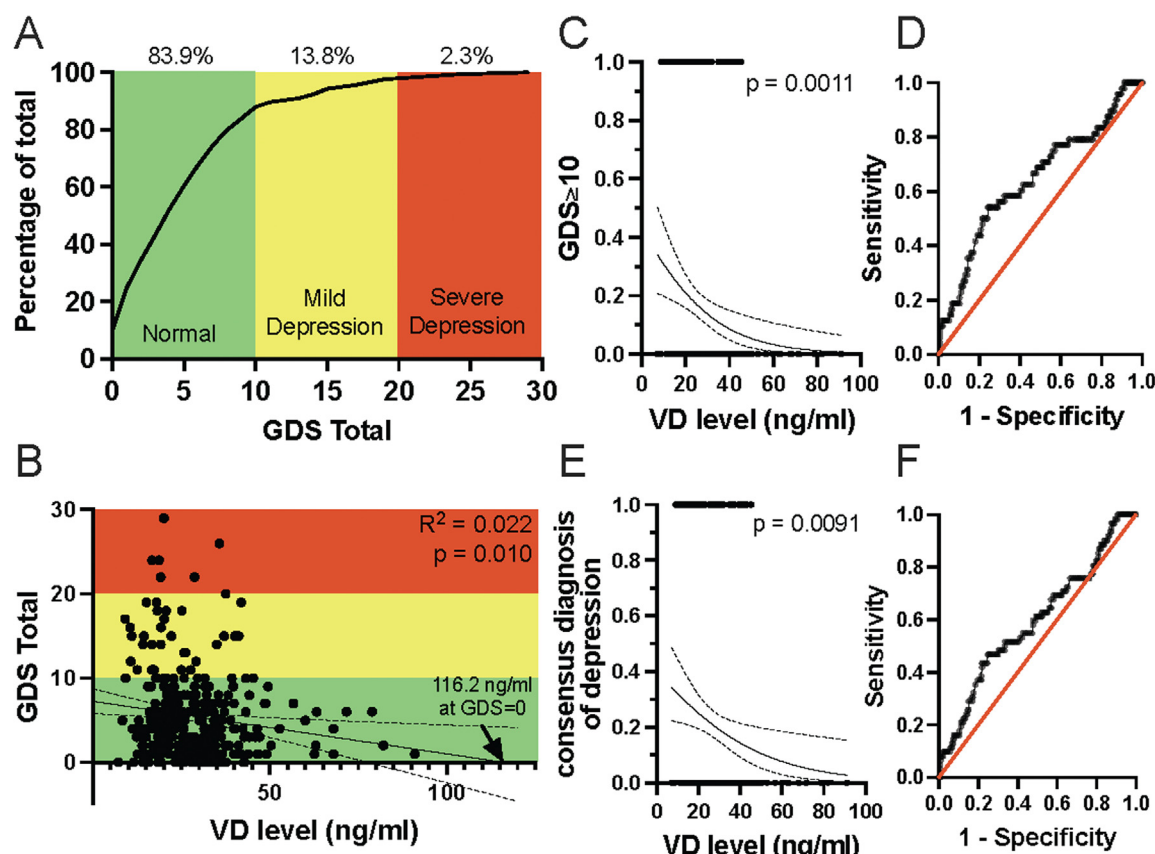 A
83.9% 13.8% 2.3%
100
80
60
40
20
0
Percentage of total
Normal
Mild
Depression
Severe
Depression
0 5 10 15 20 25 30
GDS Total
B
30
20
10
0
GDS Total
R² = 0.022
p = 0.010
116.2 ng/ml
at GDS=0
50 100
VD level (ng/ml)
C
1.0
0.8
0.6
0.4
0.2
0.0
GDS≥10
p = 0.0011
0 20 40 60 80 100
VD level (ng/ml)
D
1.0
0.8
0.6
0.4
0.2
0.0
Sensitivity
0.0 0.2 0.4 0.6 0.8 1.0
1 - Specificity
E
1.0
0.8
0.6
0.4
0.2
0.0
consensus diagnosis
of depression
p = 0.0091
0 20 40 60 80 100
VD level (ng/ml)
F
1.0
0.8
0.6
0.4
0.2
0.0
Sensitivity
0.0 0.2 0.4 0.6 0.8 1.0
1 - Specificity